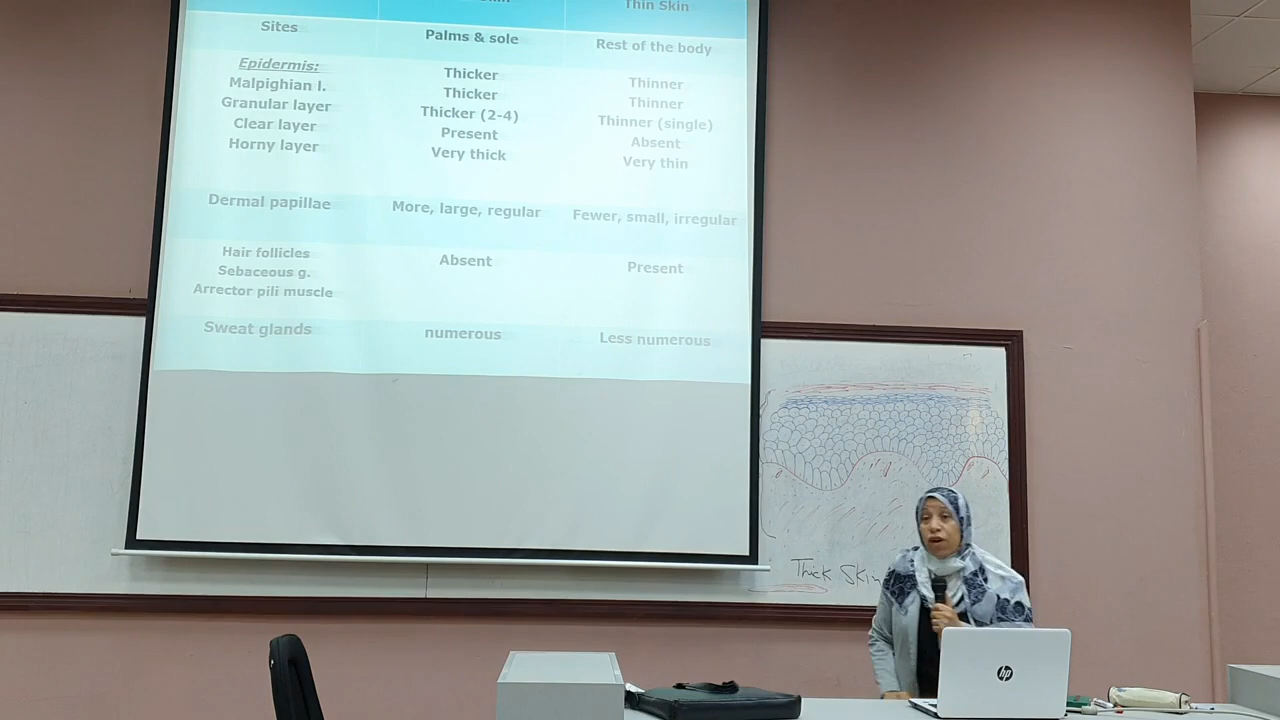 Thin Skin
Sites Palms & sole Rest of the body
Epidermis:
Malpighian l. Thicker Thinner
Granular layer Thicker Thinner
Clear layer Thicker (2-4) Thinner (single)
Horny layer Present Absent
Very thick Very thin
Dermal papillae More, large, regular Fewer, small, irregular
Hair follicles
Sebaceous g. Absent Present
Arrector pili muscle
Sweat glands numerous Less numerous
Thick Skin
hp